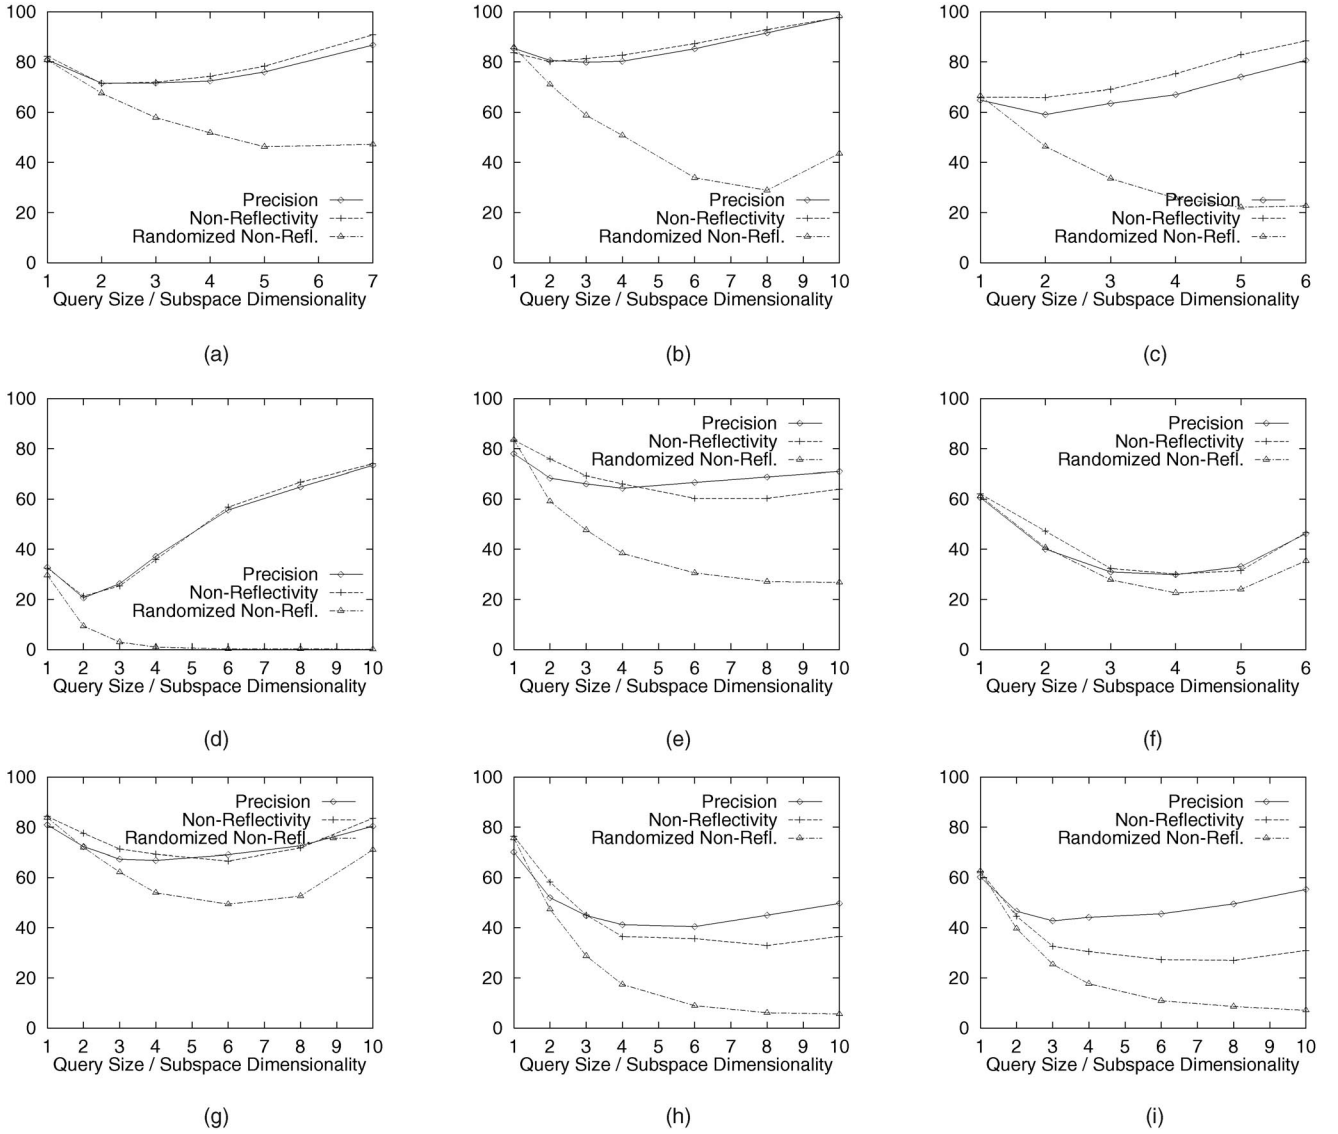 100
80
60
40
20
0
Precision
Non-Reflectivity
Randomized Non-Refl.
1 2 3 4 5 6 7
Query Size / Subspace Dimensionality
(a)
100
80
60
40
20
0
Precision
Non-Reflectivity
Randomized Non-Refl.
1 2 3 4 5 6 7 8 9 10
Query Size / Subspace Dimensionality
(b)
100
80
60
40
20
0
Precision
Non-Reflectivity
Randomized Non-Refl.
1 2 3 4 5 6
Query Size / Subspace Dimensionality
(c)
100
80
60
40
20
0
Precision
Non-Reflectivity
Randomized Non-Refl.
1 2 3 4 5 6 7 8 9 10
Query Size / Subspace Dimensionality
(d)
100
80
60
40
20
0
Precision
Non-Reflectivity
Randomized Non-Refl.
1 2 3 4 5 6 7 8 9 10
Query Size / Subspace Dimensionality
(e)
100
80
60
40
20
0
Precision
Non-Reflectivity
Randomized Non-Refl.
1 2 3 4 5 6
Query Size / Subspace Dimensionality
(f)
100
80
60
40
20
0
Precision
Non-Reflectivity
Randomized Non-Refl.
1 2 3 4 5 6 7 8 9 10
Query Size / Subspace Dimensionality
(g)
100
80
60
40
20
0
Precision
Non-Reflectivity
Randomized Non-Refl.
1 2 3 4 5 6 7 8 9 10
Query Size / Subspace Dimensionality
(h)
100
80
60
40
20
0
Precision
Non-Reflectivity
Randomized Non-Refl.
1 2 3 4 5 6 7 8 9 10
Query Size / Subspace Dimensionality
(i)